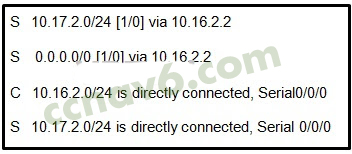 S 10.17.2.0/24 [1/0] via 10.16.2.2
S 0.0.0.0/0 [1/0] via 10.16.2.2
C 10.16.2.0/24 is directly connected, Serial0/0/0
S 10.17.2.0/24 is directly connected, Serial 0/0/0
ccnav6.com